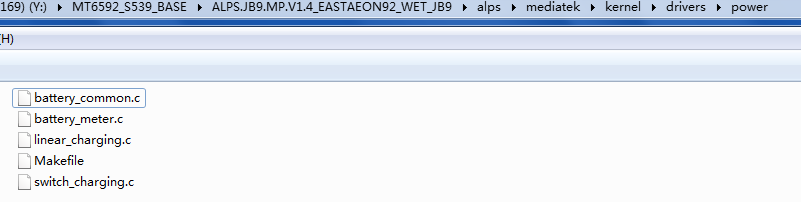 169) (Y:) ▸ MT6592_S539_BASE ▸ ALPS.JB9.MP.V1.4_EASTAEON92_WET_JB9 ▸ alps ▸ mediatek ▸ kernel ▸ drivers ▸ power
(H)
battery_common.c
battery_meter.c
linear_charging.c
Makefile
switch_charging.c